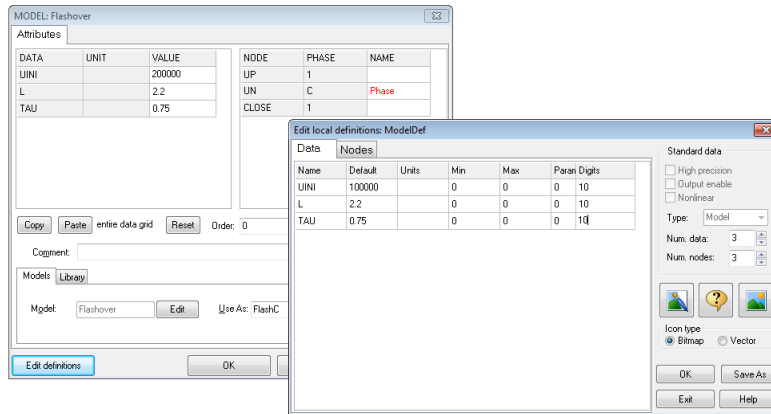 MODEL: Flashover
Attributes
DATA UNIT VALUE
UINI 200000
L 2.2
TAU 0.75
NODE PHASE NAME
UP 1
UN C Phase
CLOSE 1
Copy Paste entire data grid Reset Order: 0
Comment:
Models Library
Model: Flashover Edit Use As: FlashC
Edit definitions OK
Edit local definitions: ModelDef
Data Nodes
Name Default Units Min Max Param Digits
UINI 100000 0 0 0 10
L 2.2 0 0 0 10
TAU 0.75 0 0 0 10
Standard data
High precision
Output enable
Nonlinear
Type: Model
Num. data: 3
Num. nodes: 3
Icon type
Bitmap Vector
OK Save As
Exit Help